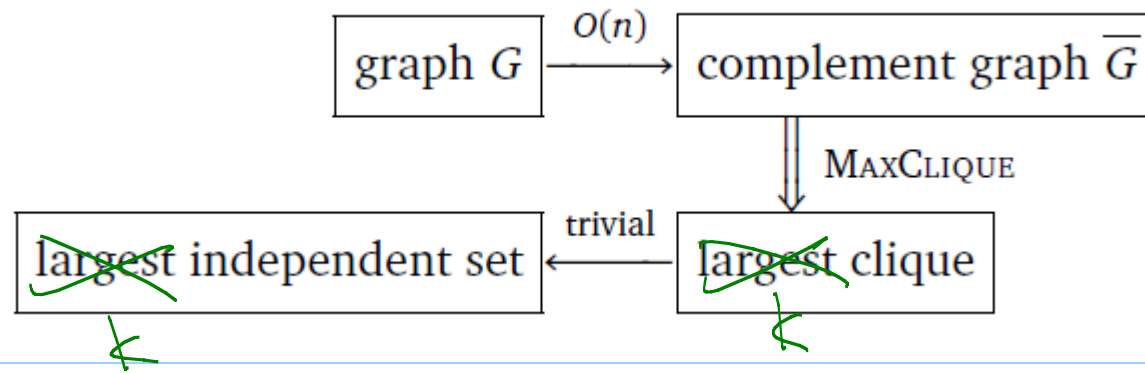 O(n)
graph G
complement graph G̅
MAXCLIQUE
trivial
largest independent set
largest clique
k
k